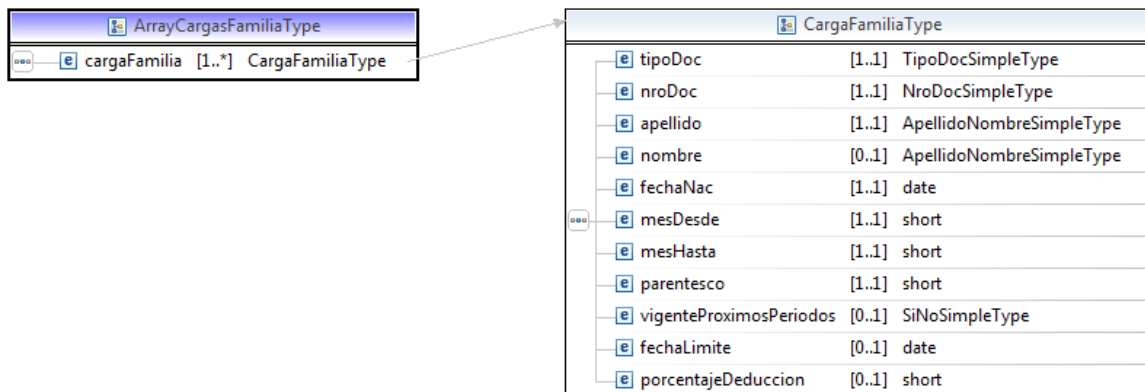 ArrayCargasFamiliaType
e cargaFamilia [1..*] CargaFamiliaType
CargaFamiliaType
e tipoDoc [1..1] TipoDocSimpleType
e nroDoc [1..1] NroDocSimpleType
e apellido [1..1] ApellidoNombreSimpleType
e nombre [0..1] ApellidoNombreSimpleType
e fechaNac [1..1] date
e mesDesde [1..1] short
e mesHasta [1..1] short
e parentesco [1..1] short
e vigenteProximosPeriodos [0..1] SiNoSimpleType
e fechaLimite [0..1] date
e porcentajeDeduccion [0..1] short